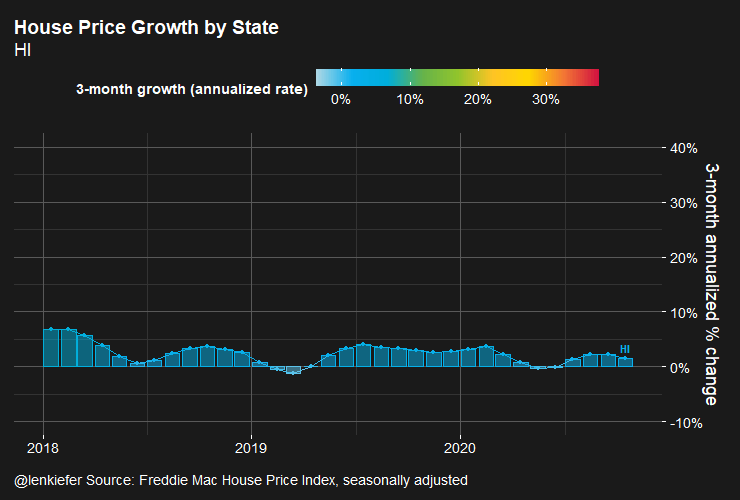 House Price Growth by State
HI
3-month growth (annualized rate)
0% 10% 20% 30%
40%
30%
20%
10%
0%
-10%
3-month annualized % change
HI
2018 2019 2020
@lenkiefer Source: Freddie Mac House Price Index, seasonally adjusted